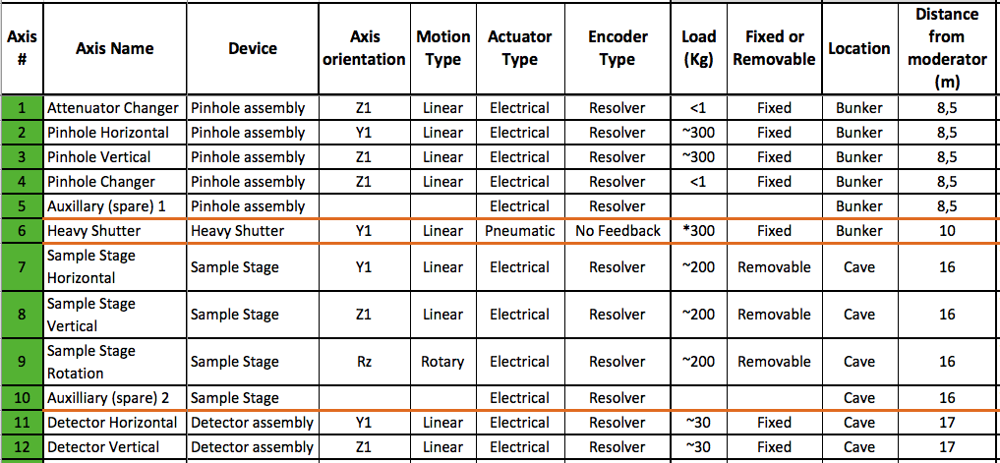 Axis # Axis Name Device Axis orientation Motion Type Actuator Type Encoder Type Load (Kg) Fixed or Removable Location Distance from moderator (m)
1 Attenuator Changer Pinhole assembly Z1 Linear Electrical Resolver <1 Fixed Bunker 8,5
2 Pinhole Horizontal Pinhole assembly Y1 Linear Electrical Resolver ~300 Fixed Bunker 8,5
3 Pinhole Vertical Pinhole assembly Z1 Linear Electrical Resolver ~300 Fixed Bunker 8,5
4 Pinhole Changer Pinhole assembly Z1 Linear Electrical Resolver <1 Fixed Bunker 8,5
5 Auxillary (spare) 1 Pinhole assembly Electrical Resolver Bunker 8,5
6 Heavy Shutter Heavy Shutter Y1 Linear Pneumatic No Feedback *300 Fixed Bunker 10
7 Sample Stage Horizontal Sample Stage Y1 Linear Electrical Resolver ~200 Removable Cave 16
8 Sample Stage Vertical Sample Stage Z1 Linear Electrical Resolver ~200 Removable Cave 16
9 Sample Stage Rotation Sample Stage Rz Rotary Electrical Resolver ~200 Removable Cave 16
10 Auxilliary (spare) 2 Sample Stage Electrical Resolver Cave 16
11 Detector Horizontal Detector assembly Y1 Linear Electrical Resolver ~30 Fixed Cave 17
12 Detector Vertical Detector assembly Z1 Linear Electrical Resolver ~30 Fixed Cave 17